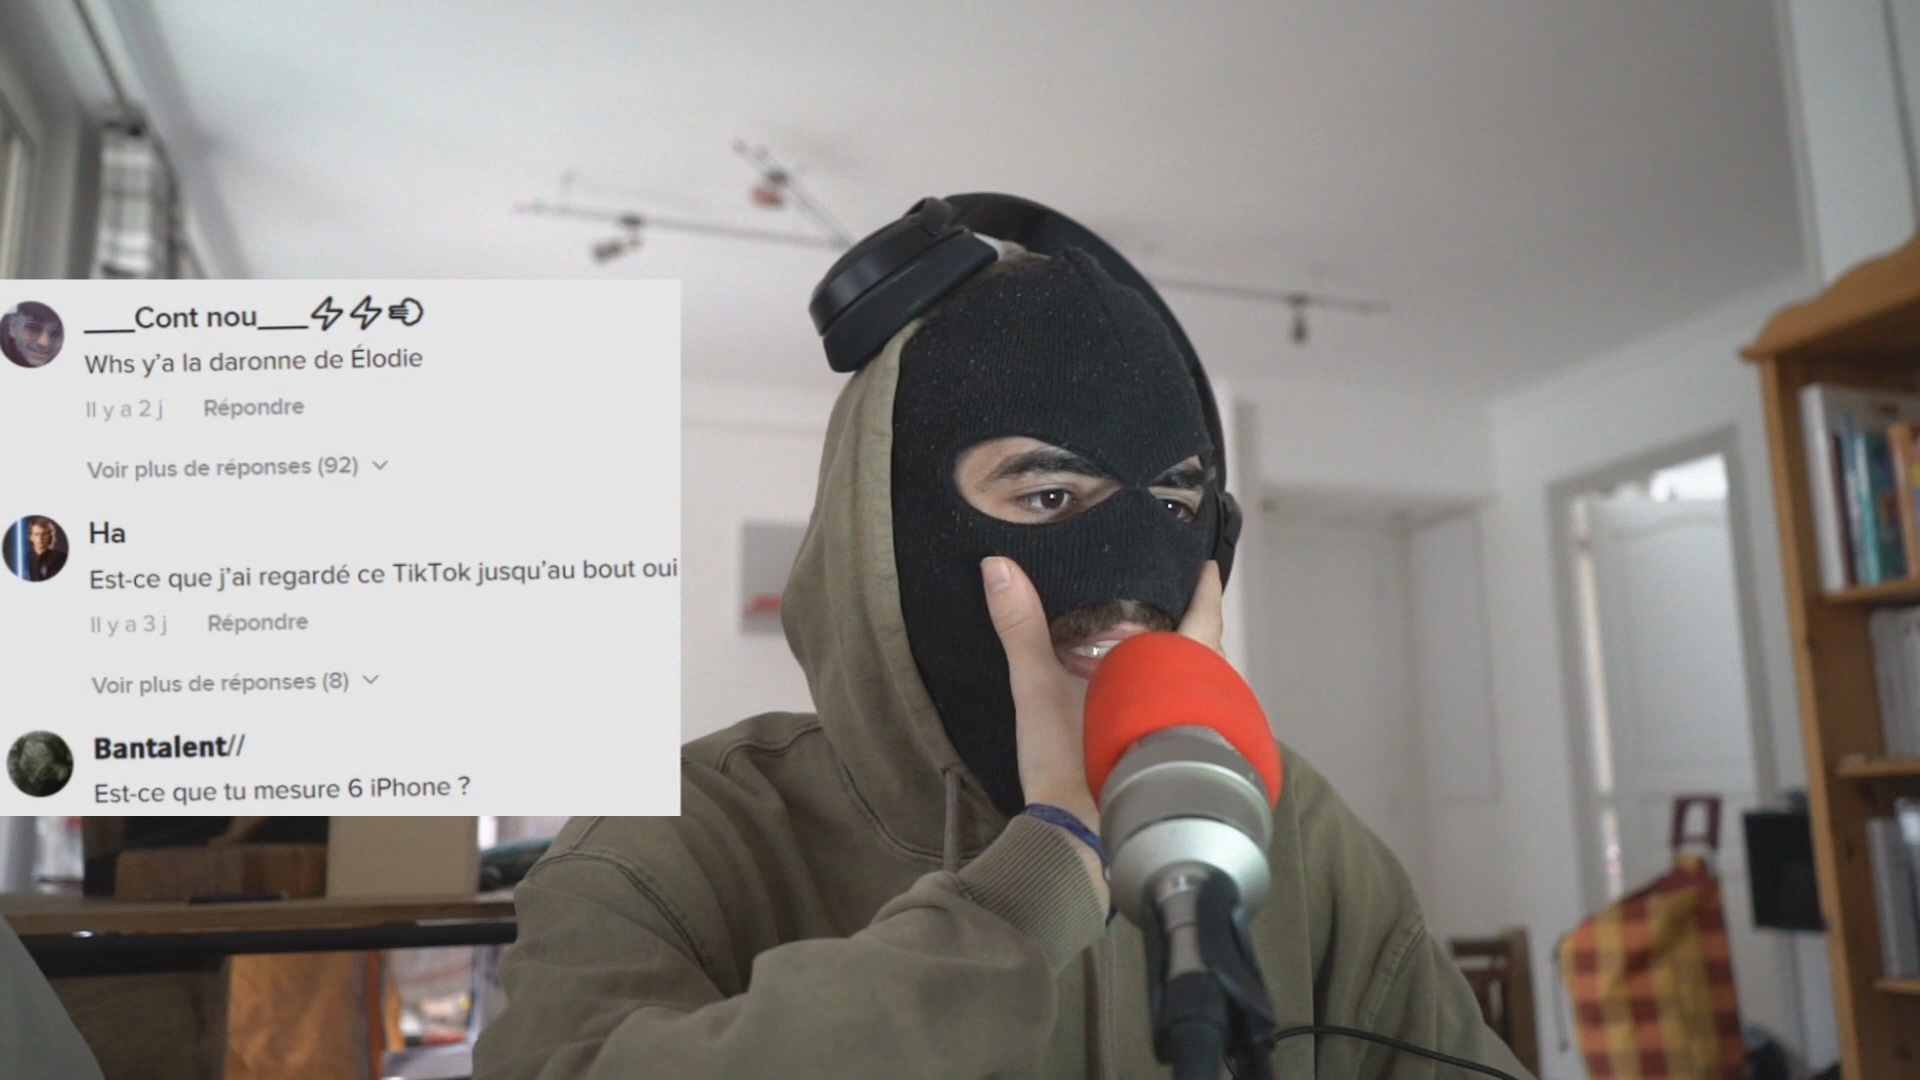 ___Cont nou___
Whs y’a la daronne de Élodie
Il y a 2 j Répondre
Voir plus de réponses (92)
Ha
Est-ce que j’ai regardé ce TikTok jusqu’au bout oui
Il y a 3 j Répondre
Voir plus de réponses (8)
Bantalent//
Est-ce que tu mesure 6 iPhone ?